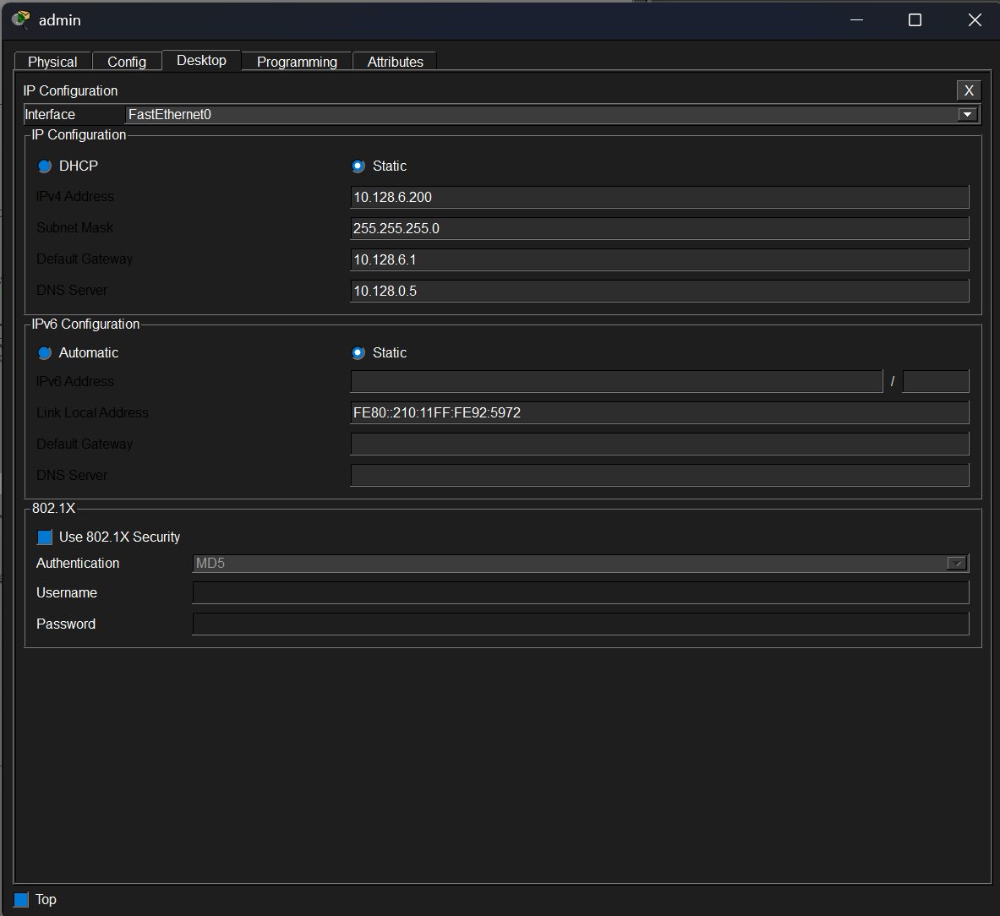 admin
Physical Config Desktop Programming Attributes
IP Configuration X
Interface FastEthernet0
IP Configuration
DHCP Static
IPv4 Address 10.128.6.200
Subnet Mask 255.255.255.0
Default Gateway 10.128.6.1
DNS Server 10.128.0.5
IPv6 Configuration
Automatic Static
IPv6 Address /
Link Local Address FE80::210:11FF:FE92:5972
Default Gateway
DNS Server
802.1X
Use 802.1X Security
Authentication MD5
Username
Password
Top